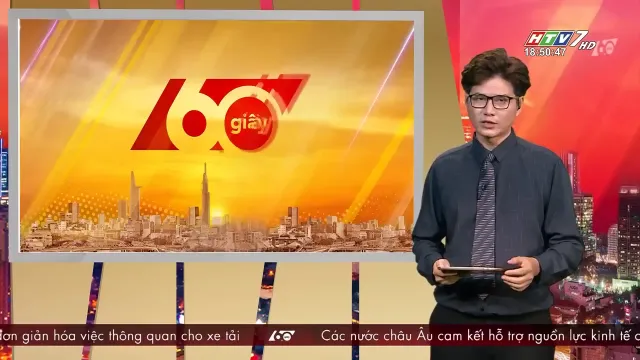 HTV7 HD
18:50:47
60 giây
đơn giản hóa việc thông quan cho xe tải 60 Các nước châu Âu cam kết hỗ trợ nguồn lực kinh tế